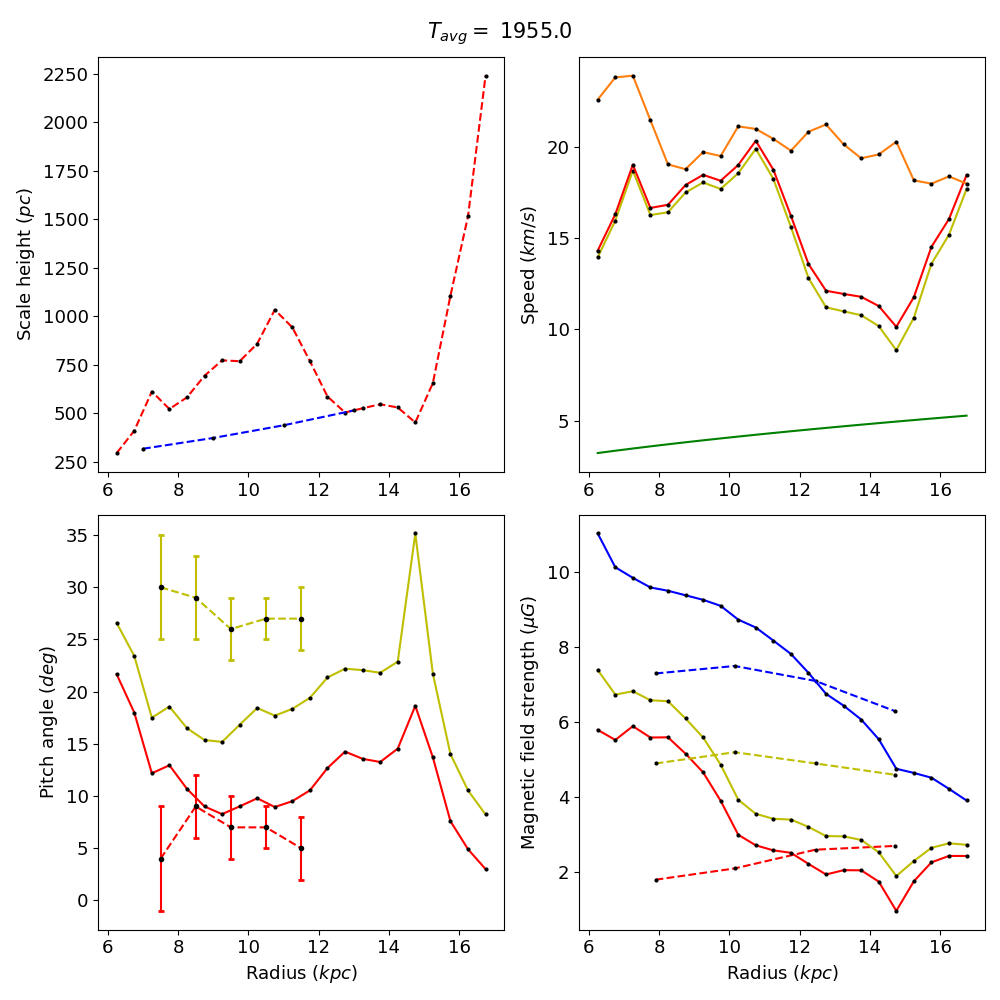 T_avg = 1955.0
Scale height (pc)
2250
2000
1750
1500
1250
1000
750
500
250
6 8 10 12 14 16
Speed (km/s)
20
15
10
5
6 8 10 12 14 16
Pitch angle (deg)
35
30
25
20
15
10
5
0
6 8 10 12 14 16
Radius (kpc)
Magnetic field strength (μG)
10
8
6
4
2
6 8 10 12 14 16
Radius (kpc)